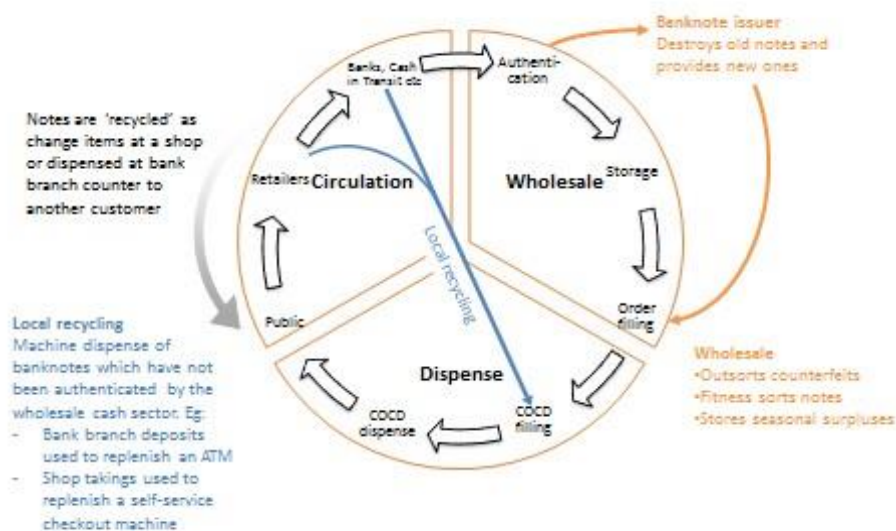 Benknote issuer
Destroys old notes and
provides new ones
Banks, Cash
in Transit etc
Authenti-
cation
Notes are ‘recycled’ as
change items at a shop
or dispensed at bank
branch counter to
another customer
Retailers
Circulation
Wholesale
Storage
Local recycling
Public
Order
filling
Local recycling
Machine dispense of
banknotes which have not
been authenticated by the
wholesale cash sector. Eg:
- Bank branch deposits
used to replenish an ATM
- Shop takings used to
replenish a self-service
checkout machine
Dispense
COCD
dispense
COCD
filling
Wholesale
•Outsorts counterfeits
•Fitness sorts notes
•Stores seasonal surpluses